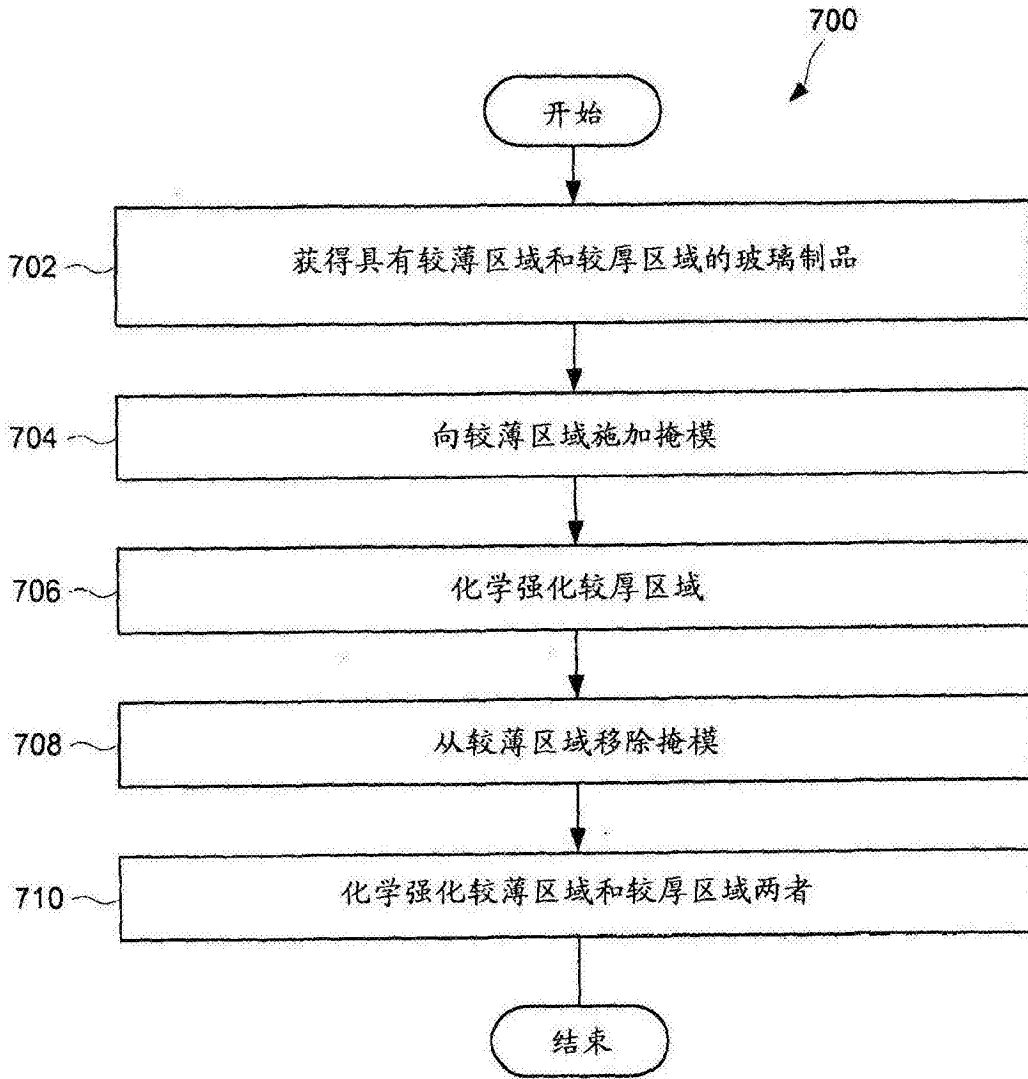 700
开始
702
获得具有较薄区域和较厚区域的玻璃制品
704
向较薄区域施加掩模
706
化学强化较厚区域
708
从较薄区域移除掩模
710
化学强化较薄区域和较厚区域两者
结束